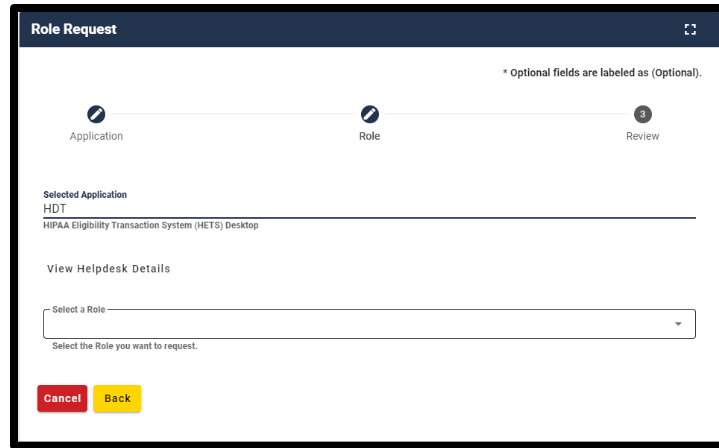 Role Request
* Optional fields are labeled as (Optional).
3
Application
Role
Review
Selected Application
HDT
HIPAA Eligibility Transaction System (HETS) Desktop
View Helpdesk Details
Select a Role
Select the Role you want to request.
Cancel
Back